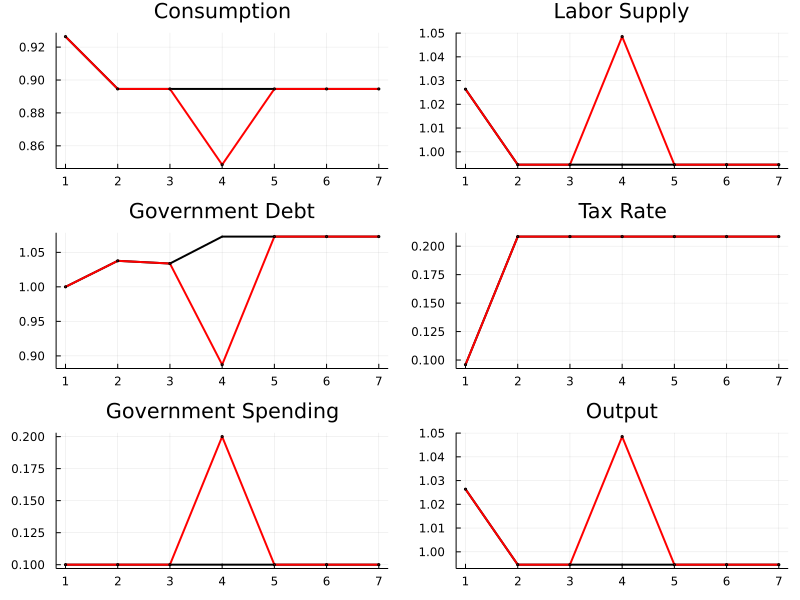 Consumption
0.92
0.90
0.88
0.86
1 2 3 4 5 6 7
Labor Supply
1.05
1.04
1.03
1.02
1.01
1.00
1 2 3 4 5 6 7
Government Debt
1.05
1.00
0.95
0.90
1 2 3 4 5 6 7
Tax Rate
0.200
0.175
0.150
0.125
0.100
1 2 3 4 5 6 7
Government Spending
0.200
0.175
0.150
0.125
0.100
1 2 3 4 5 6 7
Output
1.05
1.04
1.03
1.02
1.01
1.00
1 2 3 4 5 6 7